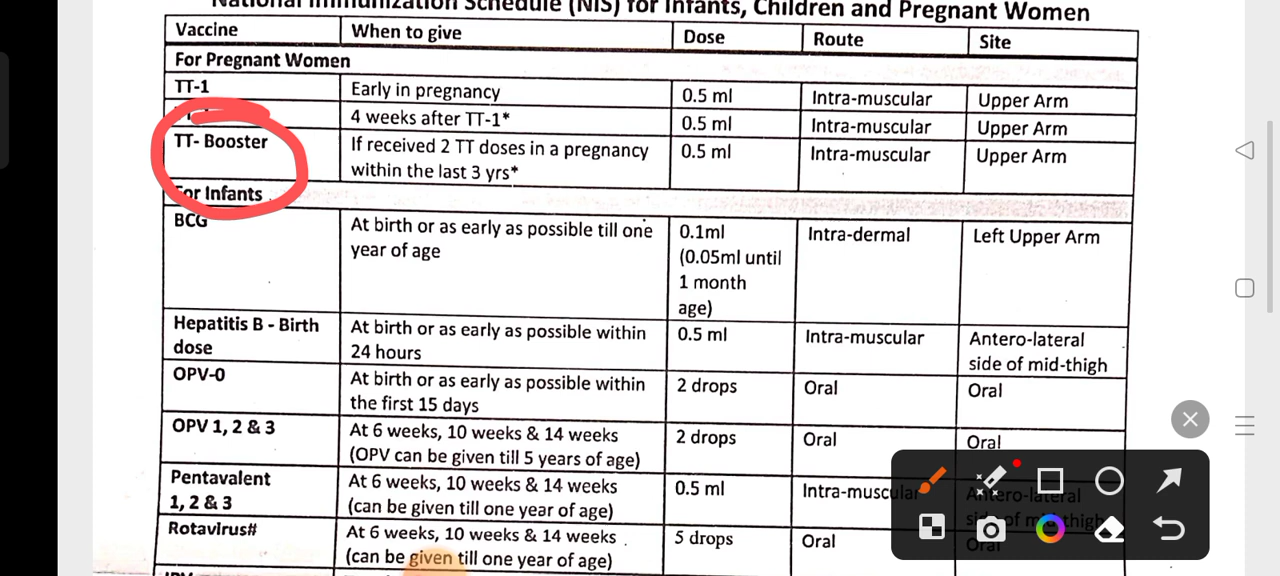 National Immunization Schedule (NIS) for Infants, Children and Pregnant Women
Vaccine When to give Dose Route Site
For Pregnant Women
TT-1 Early in pregnancy 0.5 ml Intra-muscular Upper Arm
4 weeks after TT-1* 0.5 ml Intra-muscular Upper Arm
TT- Booster If received 2 TT doses in a pregnancy 0.5 ml Intra-muscular Upper Arm
within the last 3 yrs*
For Infants
BCG At birth or as early as possible till one 0.1ml Intra-dermal Left Upper Arm
year of age (0.05ml until
1 month
age)
Hepatitis B - Birth At birth or as early as possible within 0.5 ml Intra-muscular Antero-lateral
dose 24 hours side of mid-thigh
OPV-0 At birth or as early as possible within 2 drops Oral Oral
the first 15 days
OPV 1, 2 & 3 At 6 weeks, 10 weeks & 14 weeks 2 drops Oral Oral
(OPV can be given till 5 years of age)
Pentavalent At 6 weeks, 10 weeks & 14 weeks 0.5 ml Intra-muscular Antero-lateral
1, 2 & 3 (can be given till one year of age) side of mid-thigh
Rotavirus# At 6 weeks, 10 weeks & 14 weeks 5 drops Oral Oral
(can be given till one year of age)